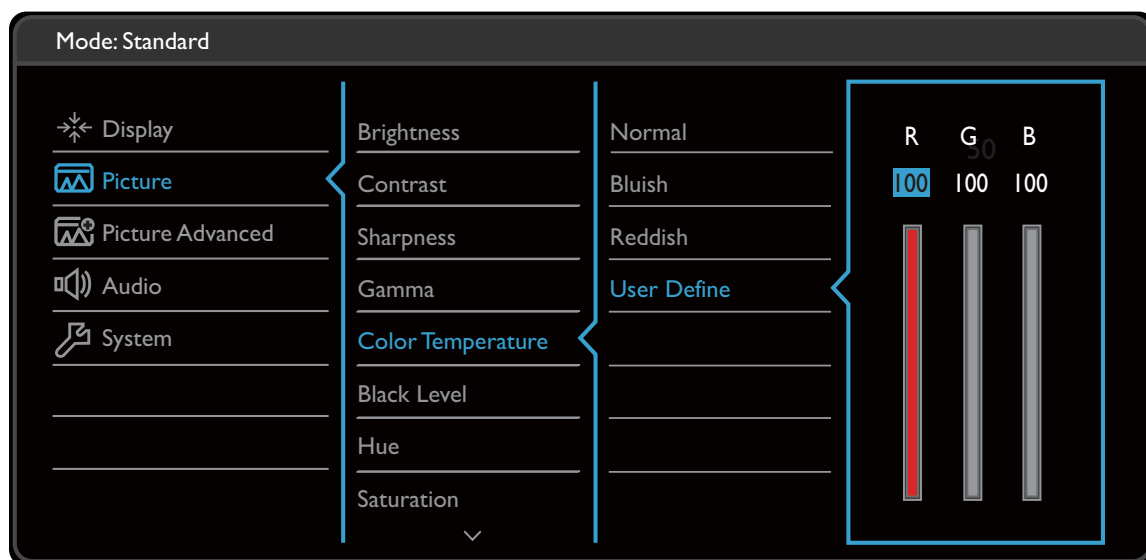 Mode: Standard
Display
Picture
Picture Advanced
Audio
System
Brightness
Contrast
Sharpness
Gamma
Color Temperature
Black Level
Hue
Saturation
Normal
Bluish
Reddish
User Define
R G B
50
100 100 100